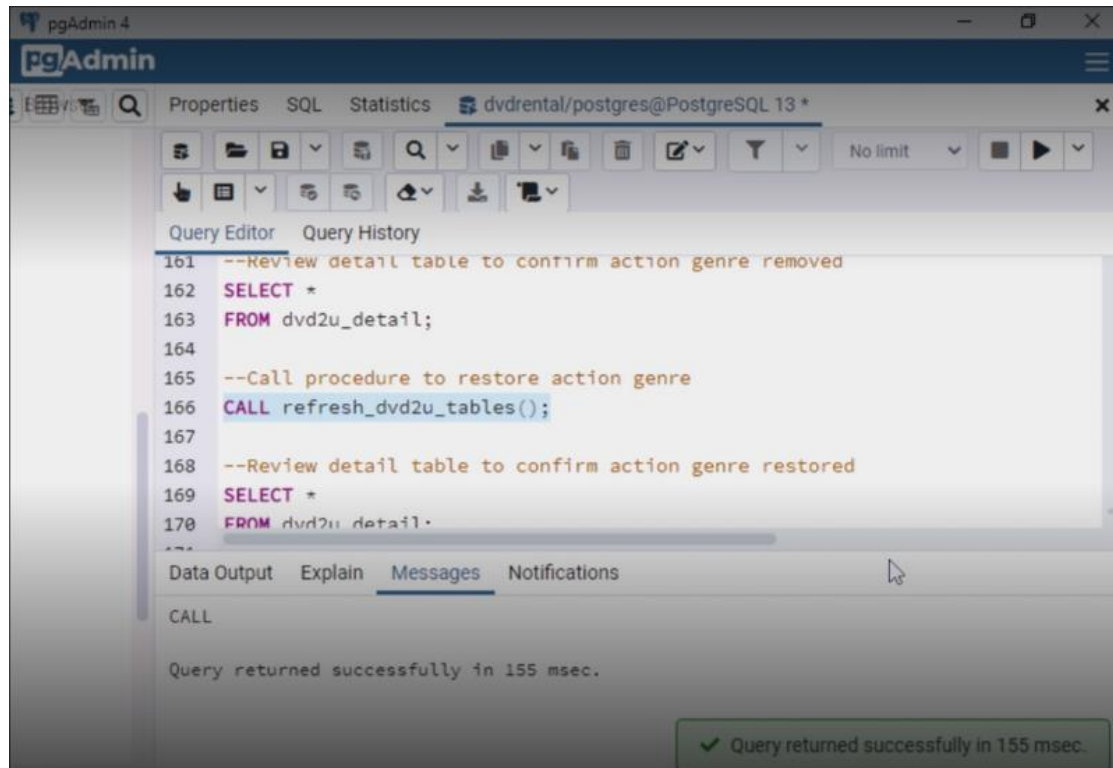 pgAdmin 4
pgAdmin
Properties SQL Statistics dvdrental/postgres@PostgreSQL 13 *
No limit
Query Editor Query History
161 --Review detail table to confirm action genre removed
162 SELECT *
163 FROM dvd2u_detail;
164
165 --Call procedure to restore action genre
166 CALL refresh_dvd2u_tables();
167
168 --Review detail table to confirm action genre restored
169 SELECT *
170 FROM dvd2u_detail;
Data Output Explain Messages Notifications
CALL
Query returned successfully in 155 msec.
Query returned successfully in 155 msec.